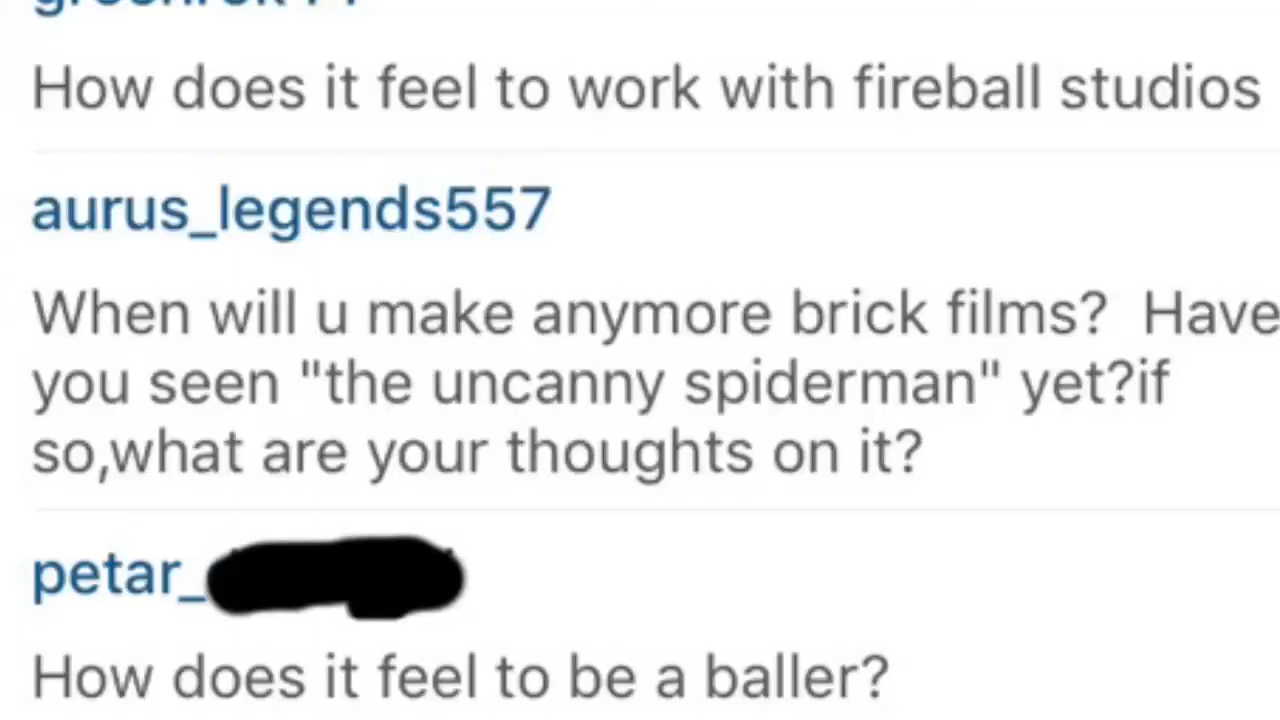 How does it feel to work with fireball studios
aurus_legends557
When will u make anymore brick films?  Have
you seen "the uncanny spiderman" yet?if
so,what are your thoughts on it?
petar_
How does it feel to be a baller?